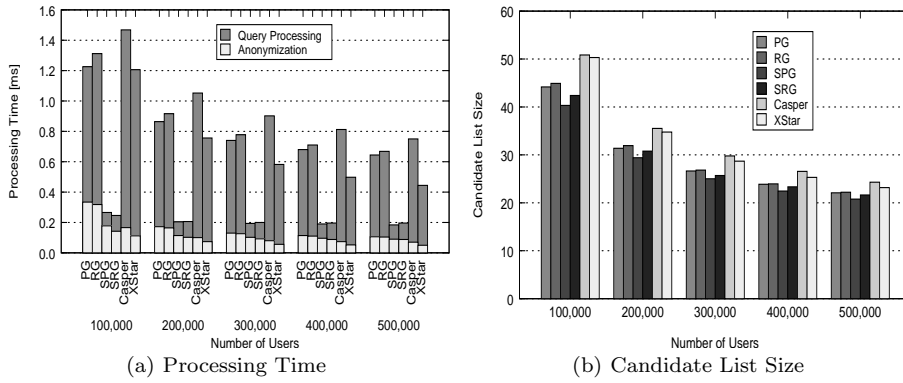 Processing Time [ms]
1.6
1.4
1.2
1.0
0.8
0.6
0.4
0.2
0.0
Query Processing
Anonymization
PG RG SPG SRG Casper XStar
PG RG SPG SRG Casper XStar
PG RG SPG SRG Casper XStar
PG RG SPG SRG Casper XStar
PG RG SPG SRG Casper XStar
100,000 200,000 300,000 400,000 500,000
Number of Users
(a) Processing Time
Candidate List Size
60
50
40
30
20
10
0
PG
RG
SPG
SRG
Casper
XStar
100,000 200,000 300,000 400,000 500,000
Number of Users
(b) Candidate List Size